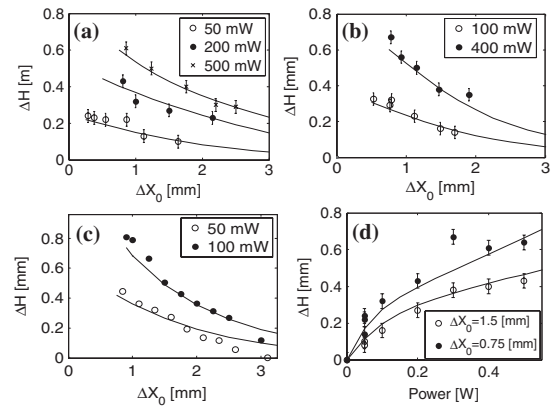 (a)
50 mW
200 mW
500 mW
ΔH [m]
0.8
0.6
0.4
0.2
0
0 1 2 3
ΔX₀ [mm]
(b)
100 mW
400 mW
ΔH [mm]
0.8
0.6
0.4
0.2
0
0 1 2 3
ΔX₀ [mm]
(c)
50 mW
100 mW
ΔH [mm]
0.8
0.6
0.4
0.2
0
0 1 2 3
ΔX₀ [mm]
(d)
ΔH [mm]
0.8
0.6
0.4
0.2
0
0 0.2 0.4
Power [W]
ΔX₀=1.5 [mm]
ΔX₀=0.75 [mm]